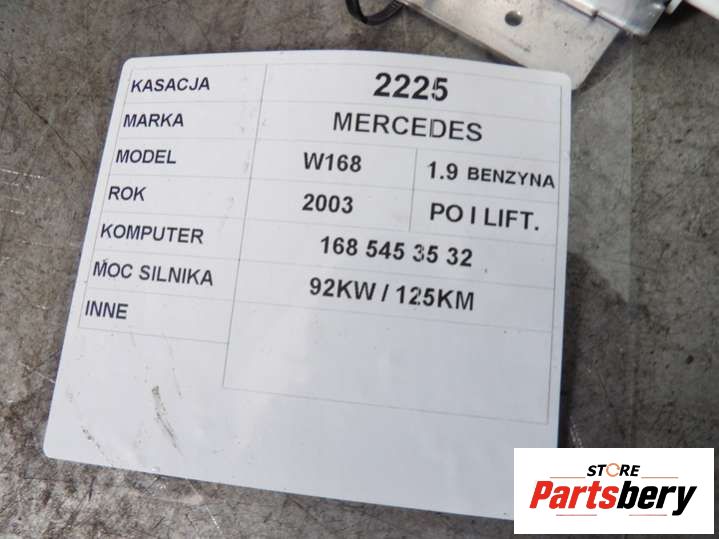 KASACJA 2225
MARKA MERCEDES
MODEL W168 1.9 BENZYNA
ROK 2003 PO I LIFT.
KOMPUTER 168 545 35 32
MOC SILNIKA 92KW / 125KM
INNE
STORE
Partsbery